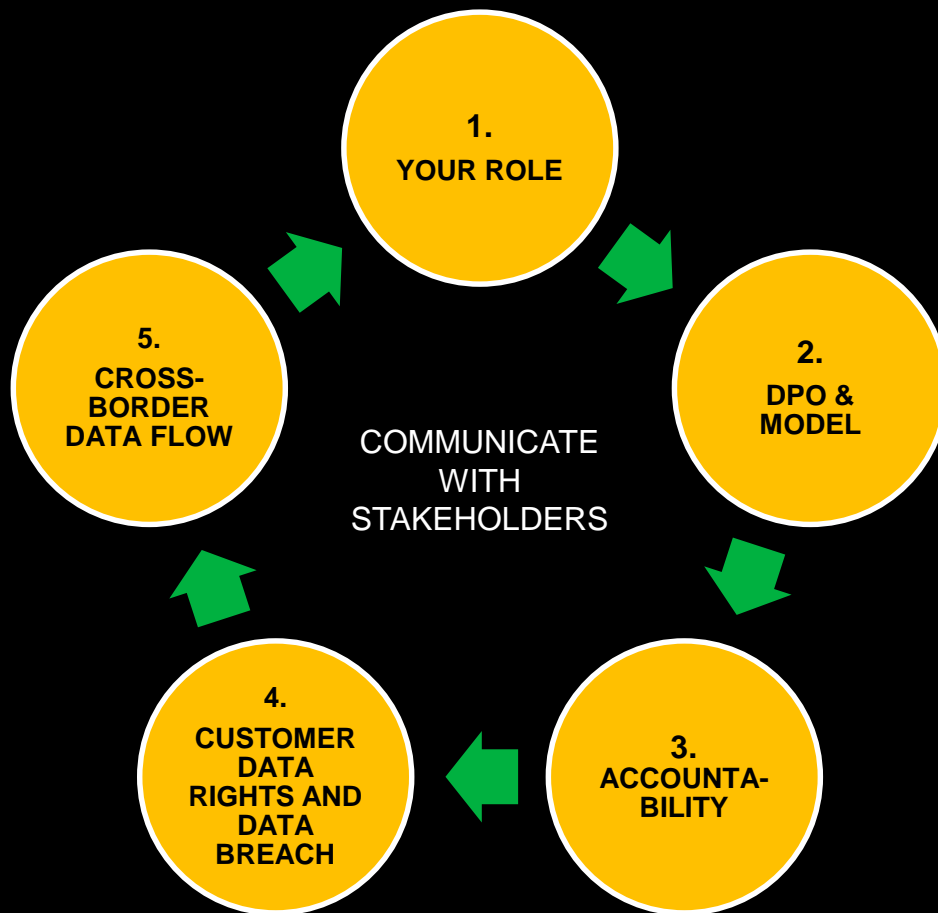 1.
YOUR ROLE
2.
DPO &
MODEL
3.
ACCOUNTA-
BILITY
4.
CUSTOMER
DATA
RIGHTS AND
DATA
BREACH
5.
CROSS-
BORDER
DATA FLOW
COMMUNICATE
WITH
STAKEHOLDERS